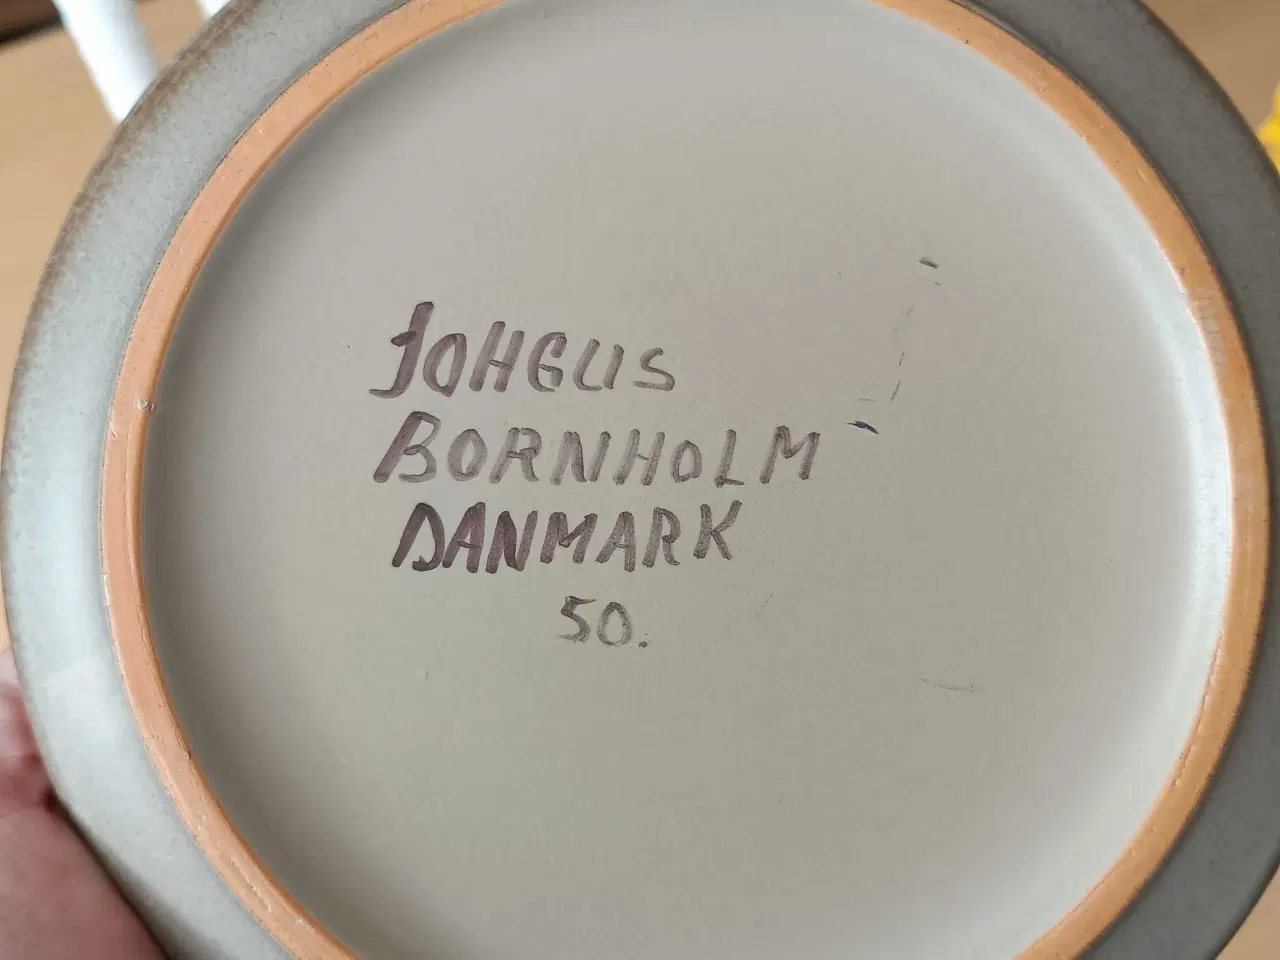 JOHGUS
BORNHOLM
DANMARK
50.